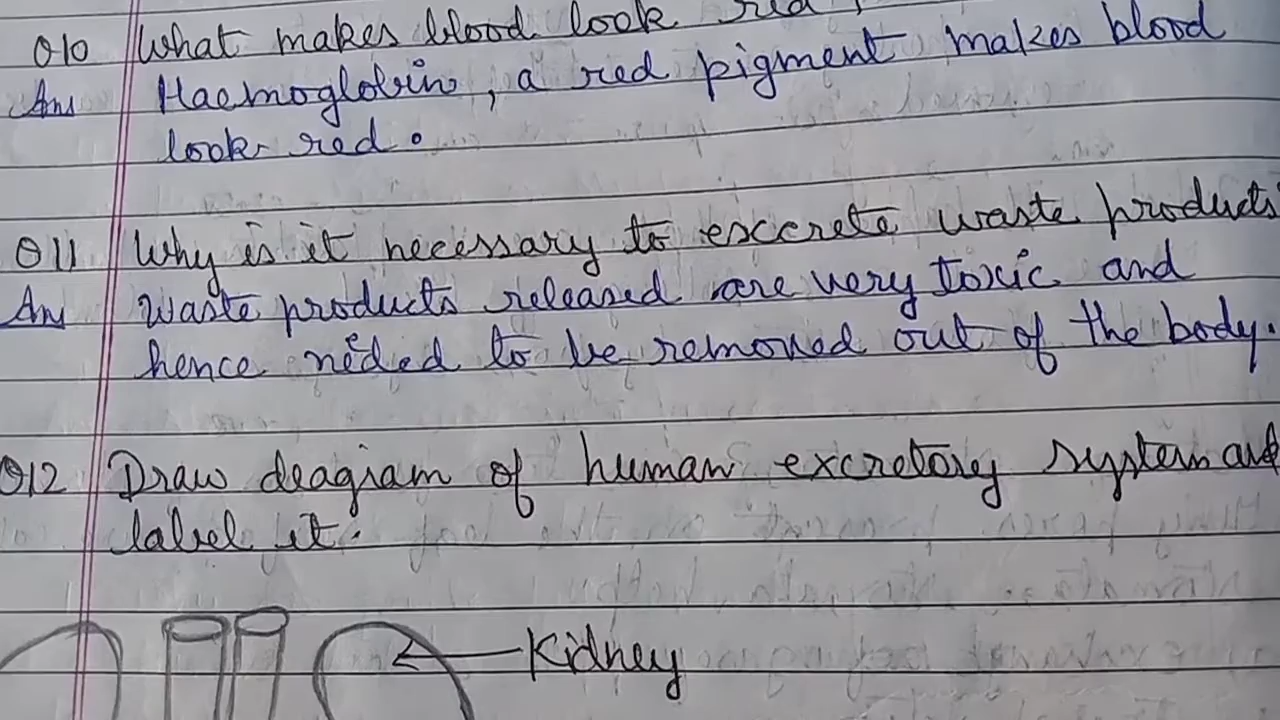 Q10 What makes blood look red
Ans Haemoglobin, a red pigment makes blood
look red.
Q11 Why is it necessary to excrete waste products
Ans Waste products released are very toxic and
hence needed to be removed out of the body.
Q12 Draw deagram of human excretory system and
label it.
Kidney